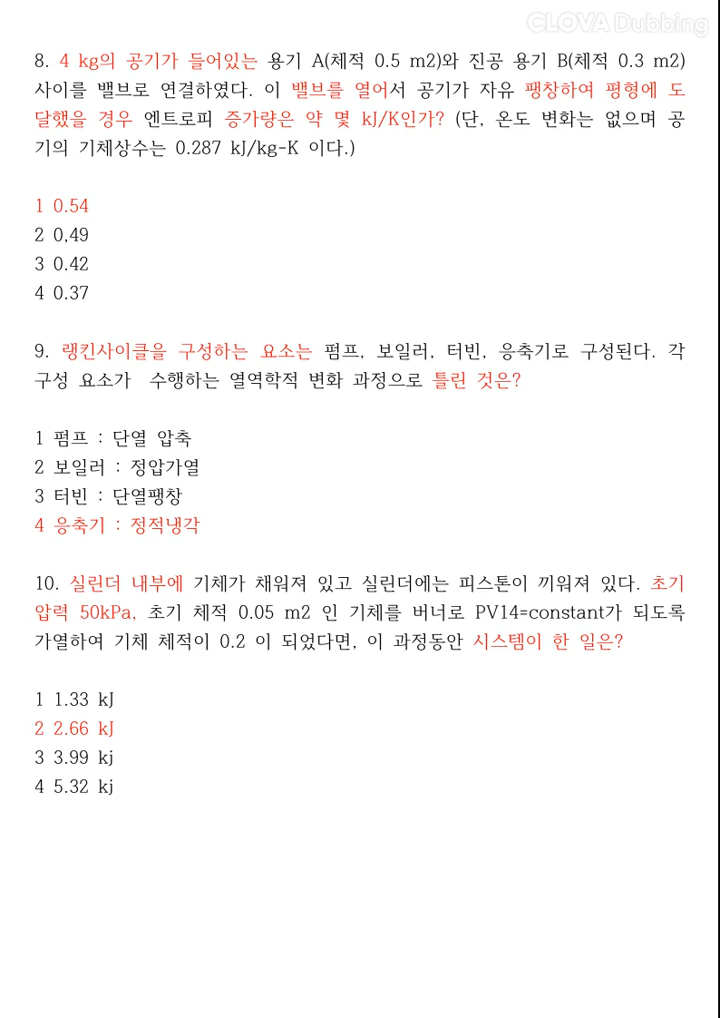 CLOVA Dubbing
8. 4 kg의 공기가 들어있는 용기 A(체적 0.5 m2)와 진공 용기 B(체적 0.3 m2)
사이를 밸브로 연결하였다. 이 밸브를 열어서 공기가 자유 팽창하여 평형에 도
달했을 경우 엔트로피 증가량은 약 몇 kJ/K인가? (단, 온도 변화는 없으며 공
기의 기체상수는 0.287 kJ/kg-K 이다.)
1 0.54
2 0,49
3 0.42
4 0.37
9. 랭킨사이클을 구성하는 요소는 펌프, 보일러, 터빈, 응축기로 구성된다. 각
구성 요소가 수행하는 열역학적 변화 과정으로 틀린 것은?
1 펌프 : 단열 압축
2 보일러 : 정압가열
3 터빈 : 단열팽창
4 응축기 : 정적냉각
10. 실린더 내부에 기체가 채워져 있고 실린더에는 피스톤이 끼워져 있다. 초기
압력 50kPa, 초기 체적 0.05 m2 인 기체를 버너로 PV14=constant가 되도록
가열하여 기체 체적이 0.2 이 되었다면, 이 과정동안 시스템이 한 일은?
1 1.33 kJ
2 2.66 kJ
3 3.99 kj
4 5.32 kj